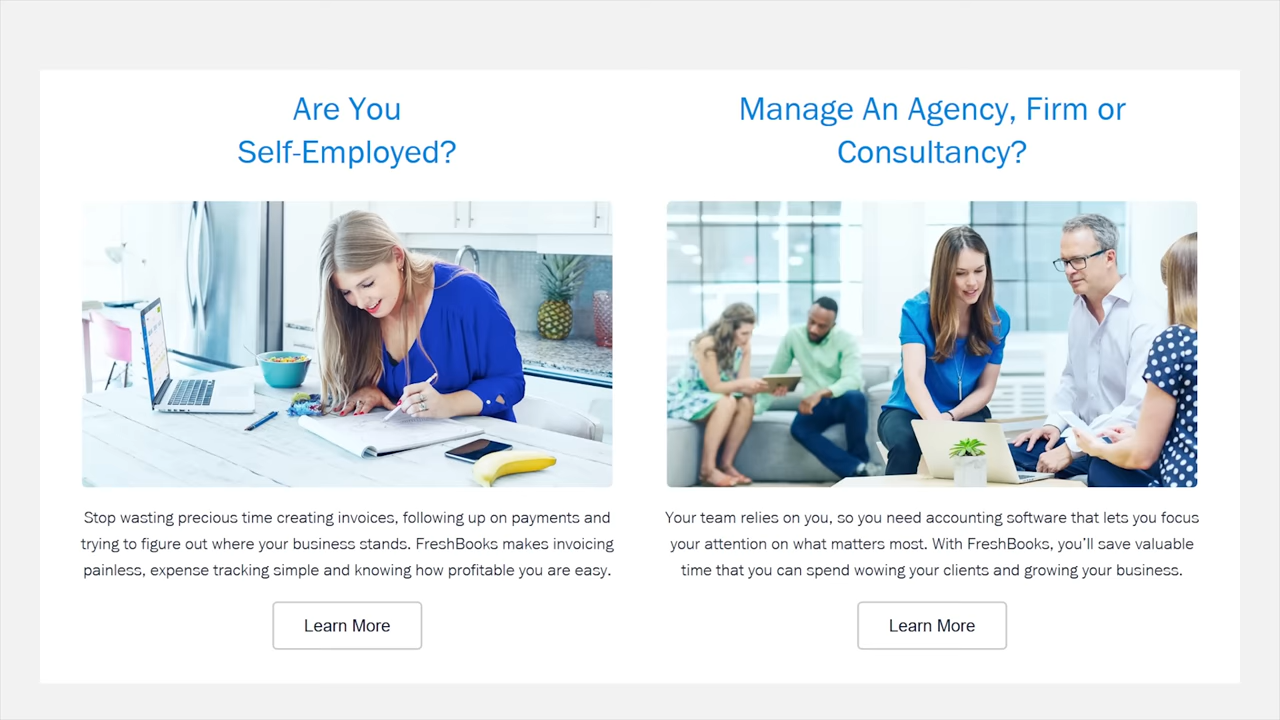 Are You
Self-Employed?
Stop wasting precious time creating invoices, following up on payments and
trying to figure out where your business stands. FreshBooks makes invoicing
painless, expense tracking simple and knowing how profitable you are easy.
Learn More
Manage An Agency, Firm or
Consultancy?
Your team relies on you, so you need accounting software that lets you focus
your attention on what matters most. With FreshBooks, you'll save valuable
time that you can spend wowing your clients and growing your business.
Learn More